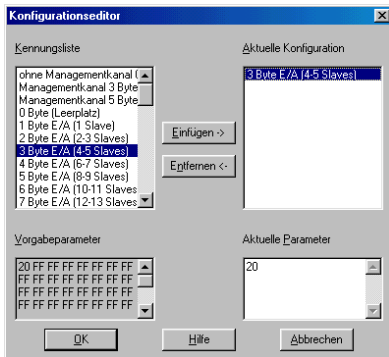 Konfigurationseditor
Kennungsliste
ohne Managementkanal (
Managementkanal 3 Byte
Managementkanal 5 Byte
0 Byte (Leerplatz)
1 Byte E/A (1 Slave)
2 Byte E/A (2-3 Slaves)
3 Byte E/A (4-5 Slaves)
4 Byte E/A (6-7 Slaves)
5 Byte E/A (8-9 Slaves)
6 Byte E/A (10-11 Slaves
7 Byte E/A (12-13 Slaves
Einfügen ->
Entfernen <-
Aktuelle Konfiguration
3 Byte E/A (4-5 Slaves)
Vorgabeparameter
20 FF FF FF FF FF FF FF
FF FF FF FF FF FF FF FF
FF FF FF FF FF FF FF FF
FF FF FF FF FF FF FF FF
Aktuelle Parameter
20
OK
Hilfe
Abbrechen